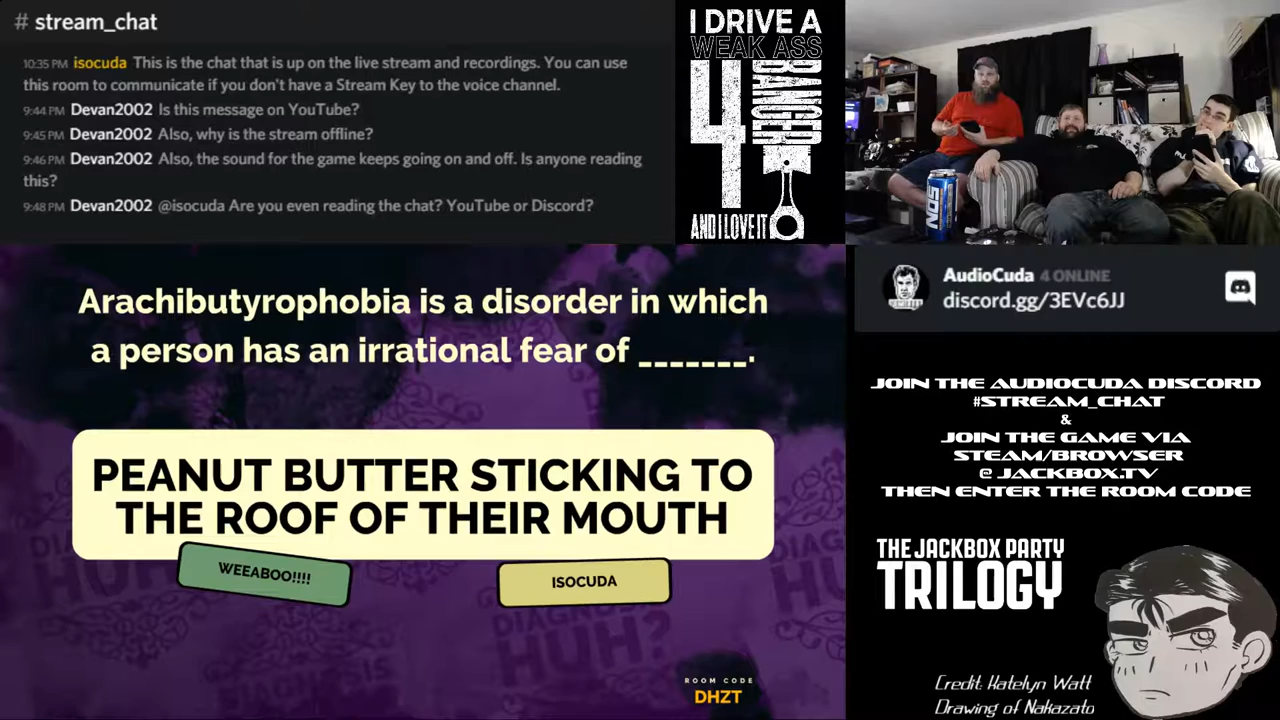 # stream_chat
10:35 PM isocuda This is the chat that is up on the live stream and recordings. You can use
this room to communicate if you don't have a Stream Key to the voice channel.
9:44 PM Devan2002 Is this message on YouTube?
9:45 PM Devan2002 Also, why is the stream offline?
9:46 PM Devan2002 Also, the sound for the game keeps going on and off. Is anyone reading
this?
9:48 PM Devan2002 @isocuda Are you even reading the chat? YouTube or Discord?
I DRIVE A
WEAK ASS
4
BANGER
AND I LOVE IT
Arachibutyrophobia is a disorder in which
a person has an irrational fear of _______.
PEANUT BUTTER STICKING TO
THE ROOF OF THEIR MOUTH
WEEABOO!!!!
ISOCUDA
ROOM CODE
DHZT
AudioCuda 4 ONLINE
discord.gg/3EVc6JJ
JOIN THE AUDIOCUDA DISCORD
#STREAM_CHAT
&
JOIN THE GAME VIA
STEAM/BROWSER
@ JACKBOX.TV
THEN ENTER THE ROOM CODE
THE JACKBOX PARTY
TRILOGY
Credit: Katelyn Watt
Drawing of Nakazato